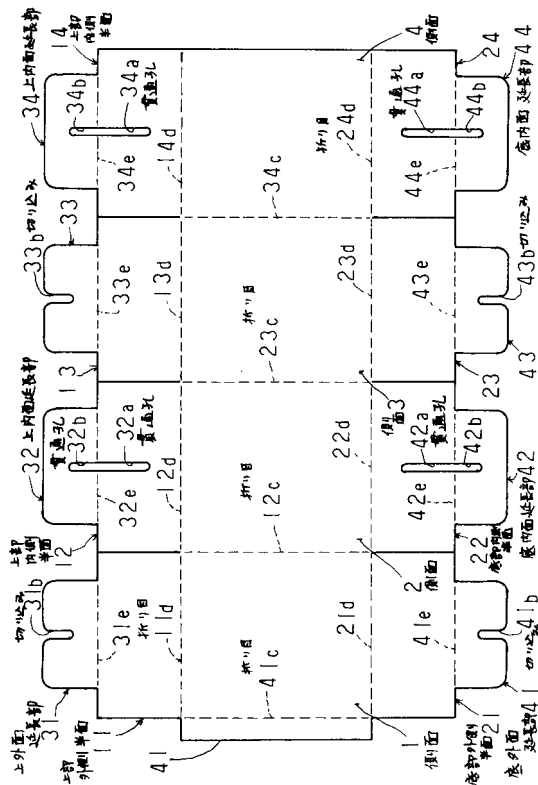 34 上内面延長部
34b
34a
貫通孔
14 上部内側半面
34e
14d
34c
折り目
24d
4 側面
貫通孔
44a
44b
44e
24
44
底内面延長部
33b 切り込み
33
33e
13
13d
折り目
23c
23d
3 側面
43e
23
43b 切り込み
43
32 上内面延長部
貫通孔
32b
32a
貫通孔
32e
12
上部内側半面
12d
折り目
12c
22d
2 側面
貫通孔
42a
42b
42e
22
底部内側半面
42
底内面延長部
切り込み
31b
上外面延長部
31
31e
折り目
11d
上部外側半面
11
折り目
41c
41
21d
1 側面
41e
底部外側半面
21
41b
切り込み
底外面延長部
41